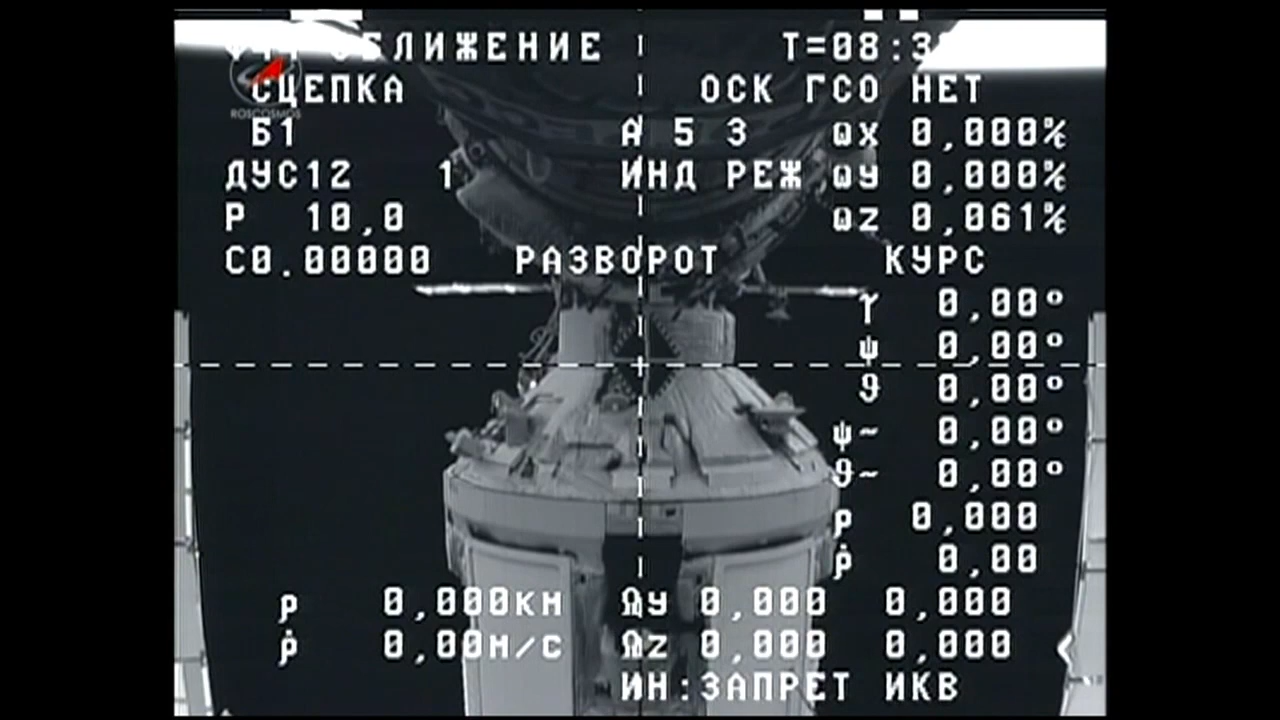 СБЛИЖЕНИЕ T=08:3
СЦЕПКА ОСК ГСО НЕТ
ROSCOSMOS
Б1 А 5 3 ωX 0,000%
ДУС12 1 ИНД РЕЖ ωУ 0,000%
Р 10,0 ωZ 0,061%
С0.00000 РАЗВОРОТ КУРС
γ 0,00°
ψ 0,00°
ϑ 0,00°
ψ~ 0,00°
ϑ~ 0,00°
ρ 0,000
ρ̇ 0,00
ρ 0,000КМ ΩУ 0,000 0,000
ρ̇ 0,00М/С ΩZ 0,000 0,000
ИН:ЗАПРЕТ ИКВ